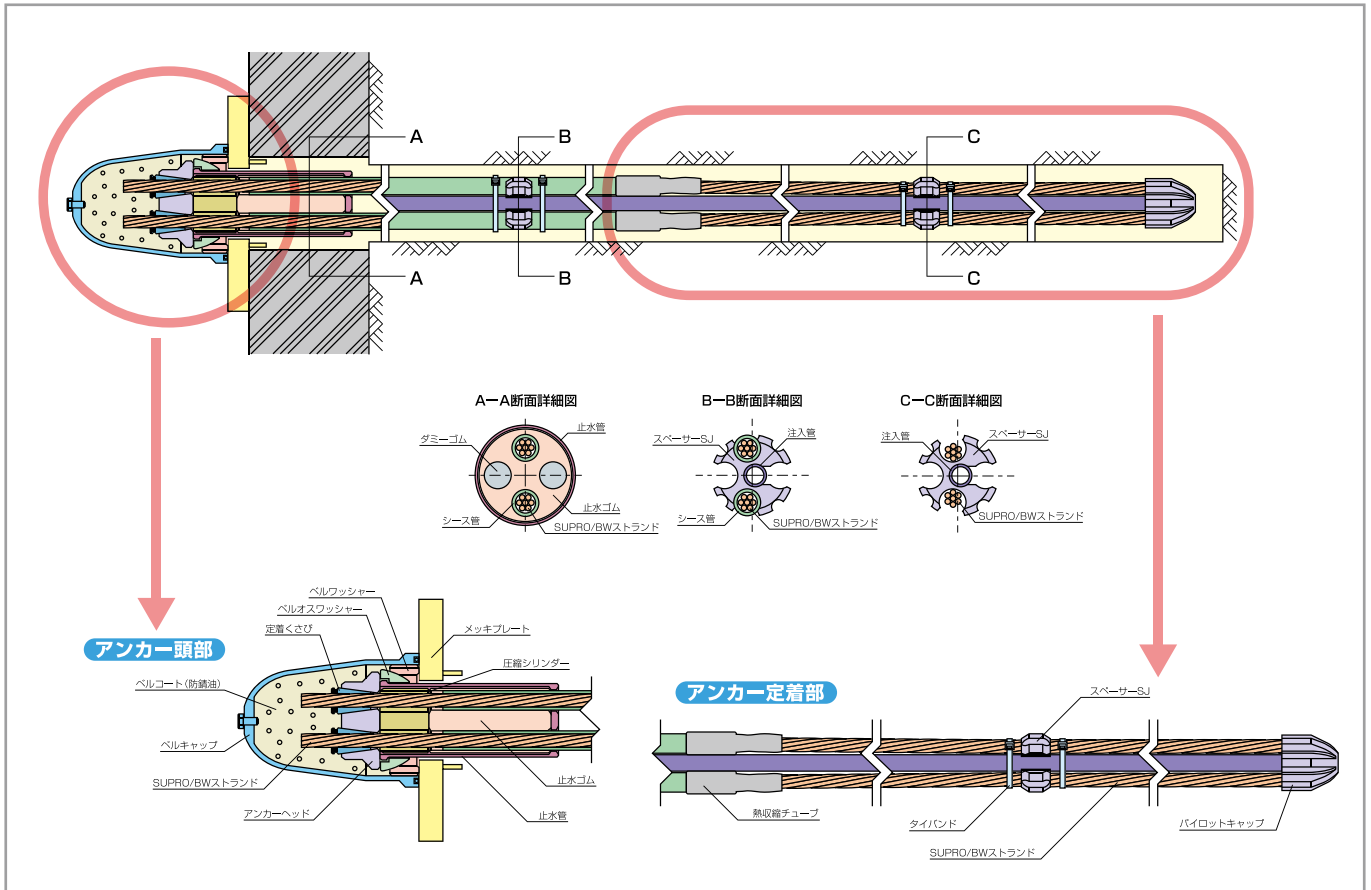 A
B
C
A
B
C
A—A断面詳細図
ダミーゴム
止水管
シース管
止水ゴム
SUPRO/BWストランド
B—B断面詳細図
スペーサーSJ
注入管
シース管
SUPRO/BWストランド
C—C断面詳細図
注入管
スペーサーSJ
SUPRO/BWストランド
アンカー頭部
ベルワッシャー
ベルオスワッシャー
定着くさび
メッキプレート
圧縮シリンダー
ベルコート(防錆油)
ベルキャップ
SUPRO/BWストランド
アンカーヘッド
止水ゴム
止水管
アンカー定着部
スペーサーSJ
熱収縮チューブ
タイバンド
SUPRO/BWストランド
パイロットキャップ